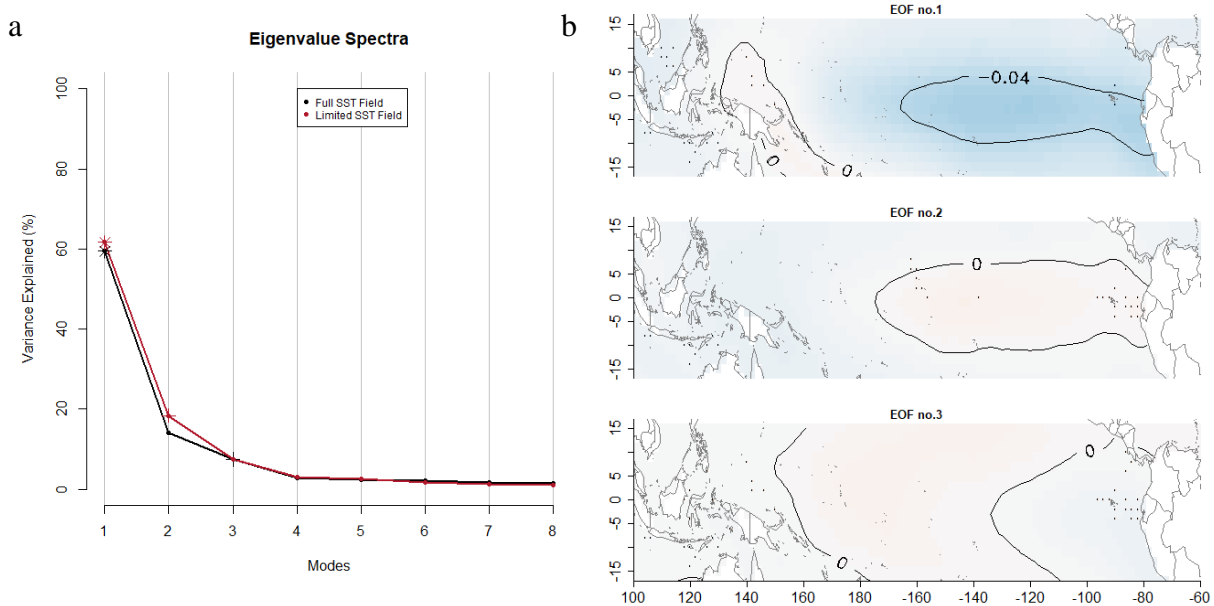 a
Eigenvalue Spectra
Full SST Field
Limited SST Field
100
80
60
40
20
0
Variance Explained (%)
1 2 3 4 5 6 7 8
Modes
b
EOF no.1
15
5
0
-5
-15
-0.04
0
0
EOF no.2
15
5
0
-5
-15
0
EOF no.3
15
5
0
-5
-15
0
0
100 120 140 160 180 -160 -140 -120 -100 -80 -60